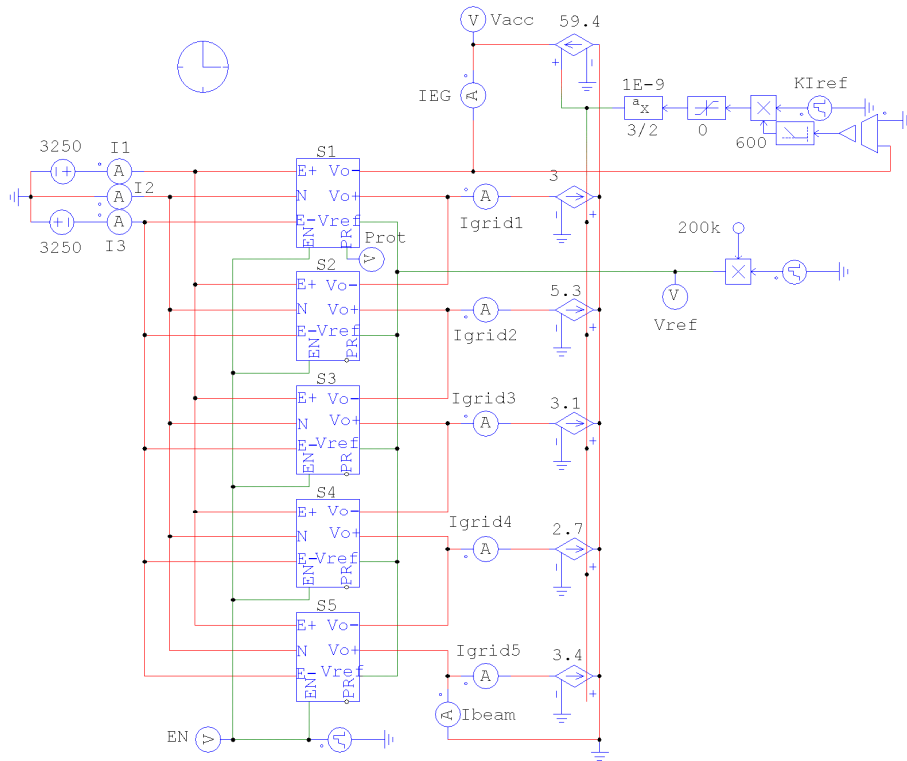 V Vacc
59.4
+ -
IEG A
1E-9
KIref
a x
3/2
0
600
3250
I1
A
-+
I2
A
+-
A
3250
I3
S1
E+ Vo-
N Vo+
E- Vref
EN PR
Prot
V
A
Igrid1
3
- +
200k
V
Vref
S2
E+ Vo-
N Vo+
E- Vref
EN PR
A
Igrid2
5.3
- +
S3
E+ Vo-
N Vo+
E- Vref
EN PR
Igrid3
A
3.1
- +
S4
E+ Vo-
N Vo+
E- Vref
EN PR
Igrid4
A
2.7
- +
S5
E+ Vo-
N Vo+
E- Vref
EN PR
Igrid5
A
3.4
- +
A Ibeam
EN V